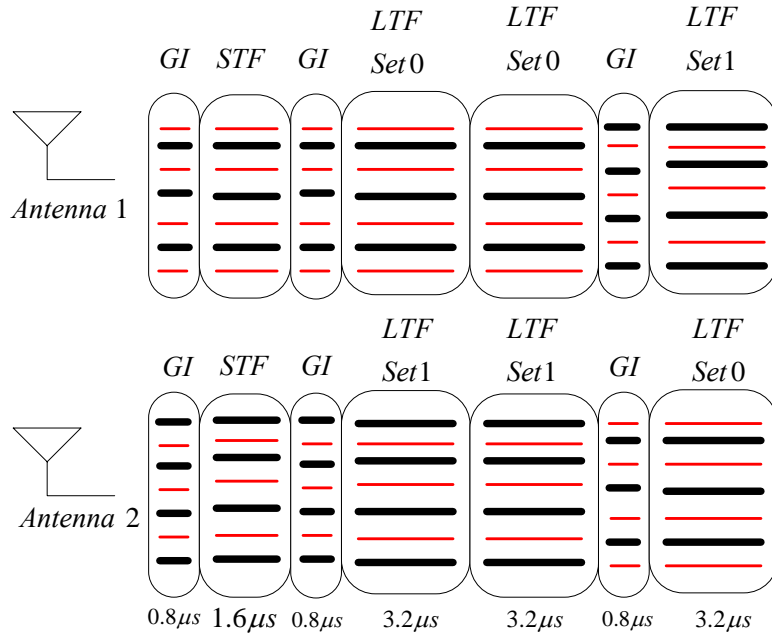 LTF LTF LTF
GI STF GI Set0 Set0 GI Set1
Antenna 1
LTF LTF LTF
GI STF GI Set1 Set1 GI Set0
Antenna 2
0.8μs 1.6μs 0.8μs 3.2μs 3.2μs 0.8μs 3.2μs